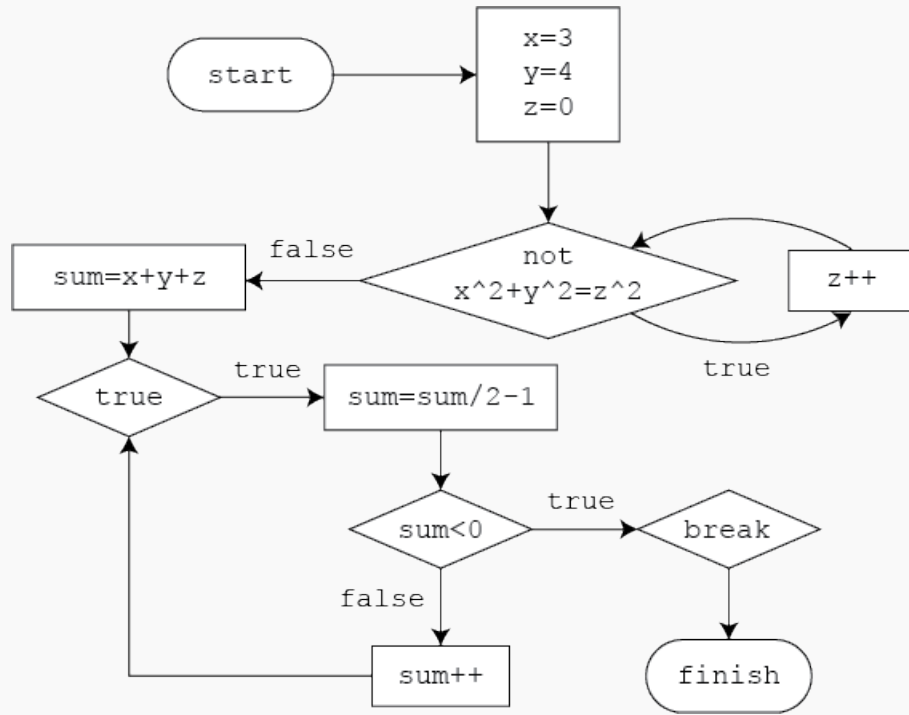 start
x=3
y=4
z=0
not
x^2+y^2=z^2
true
z++
false
sum=x+y+z
true
true
sum=sum/2-1
sum<0
true
break
false
sum++
finish